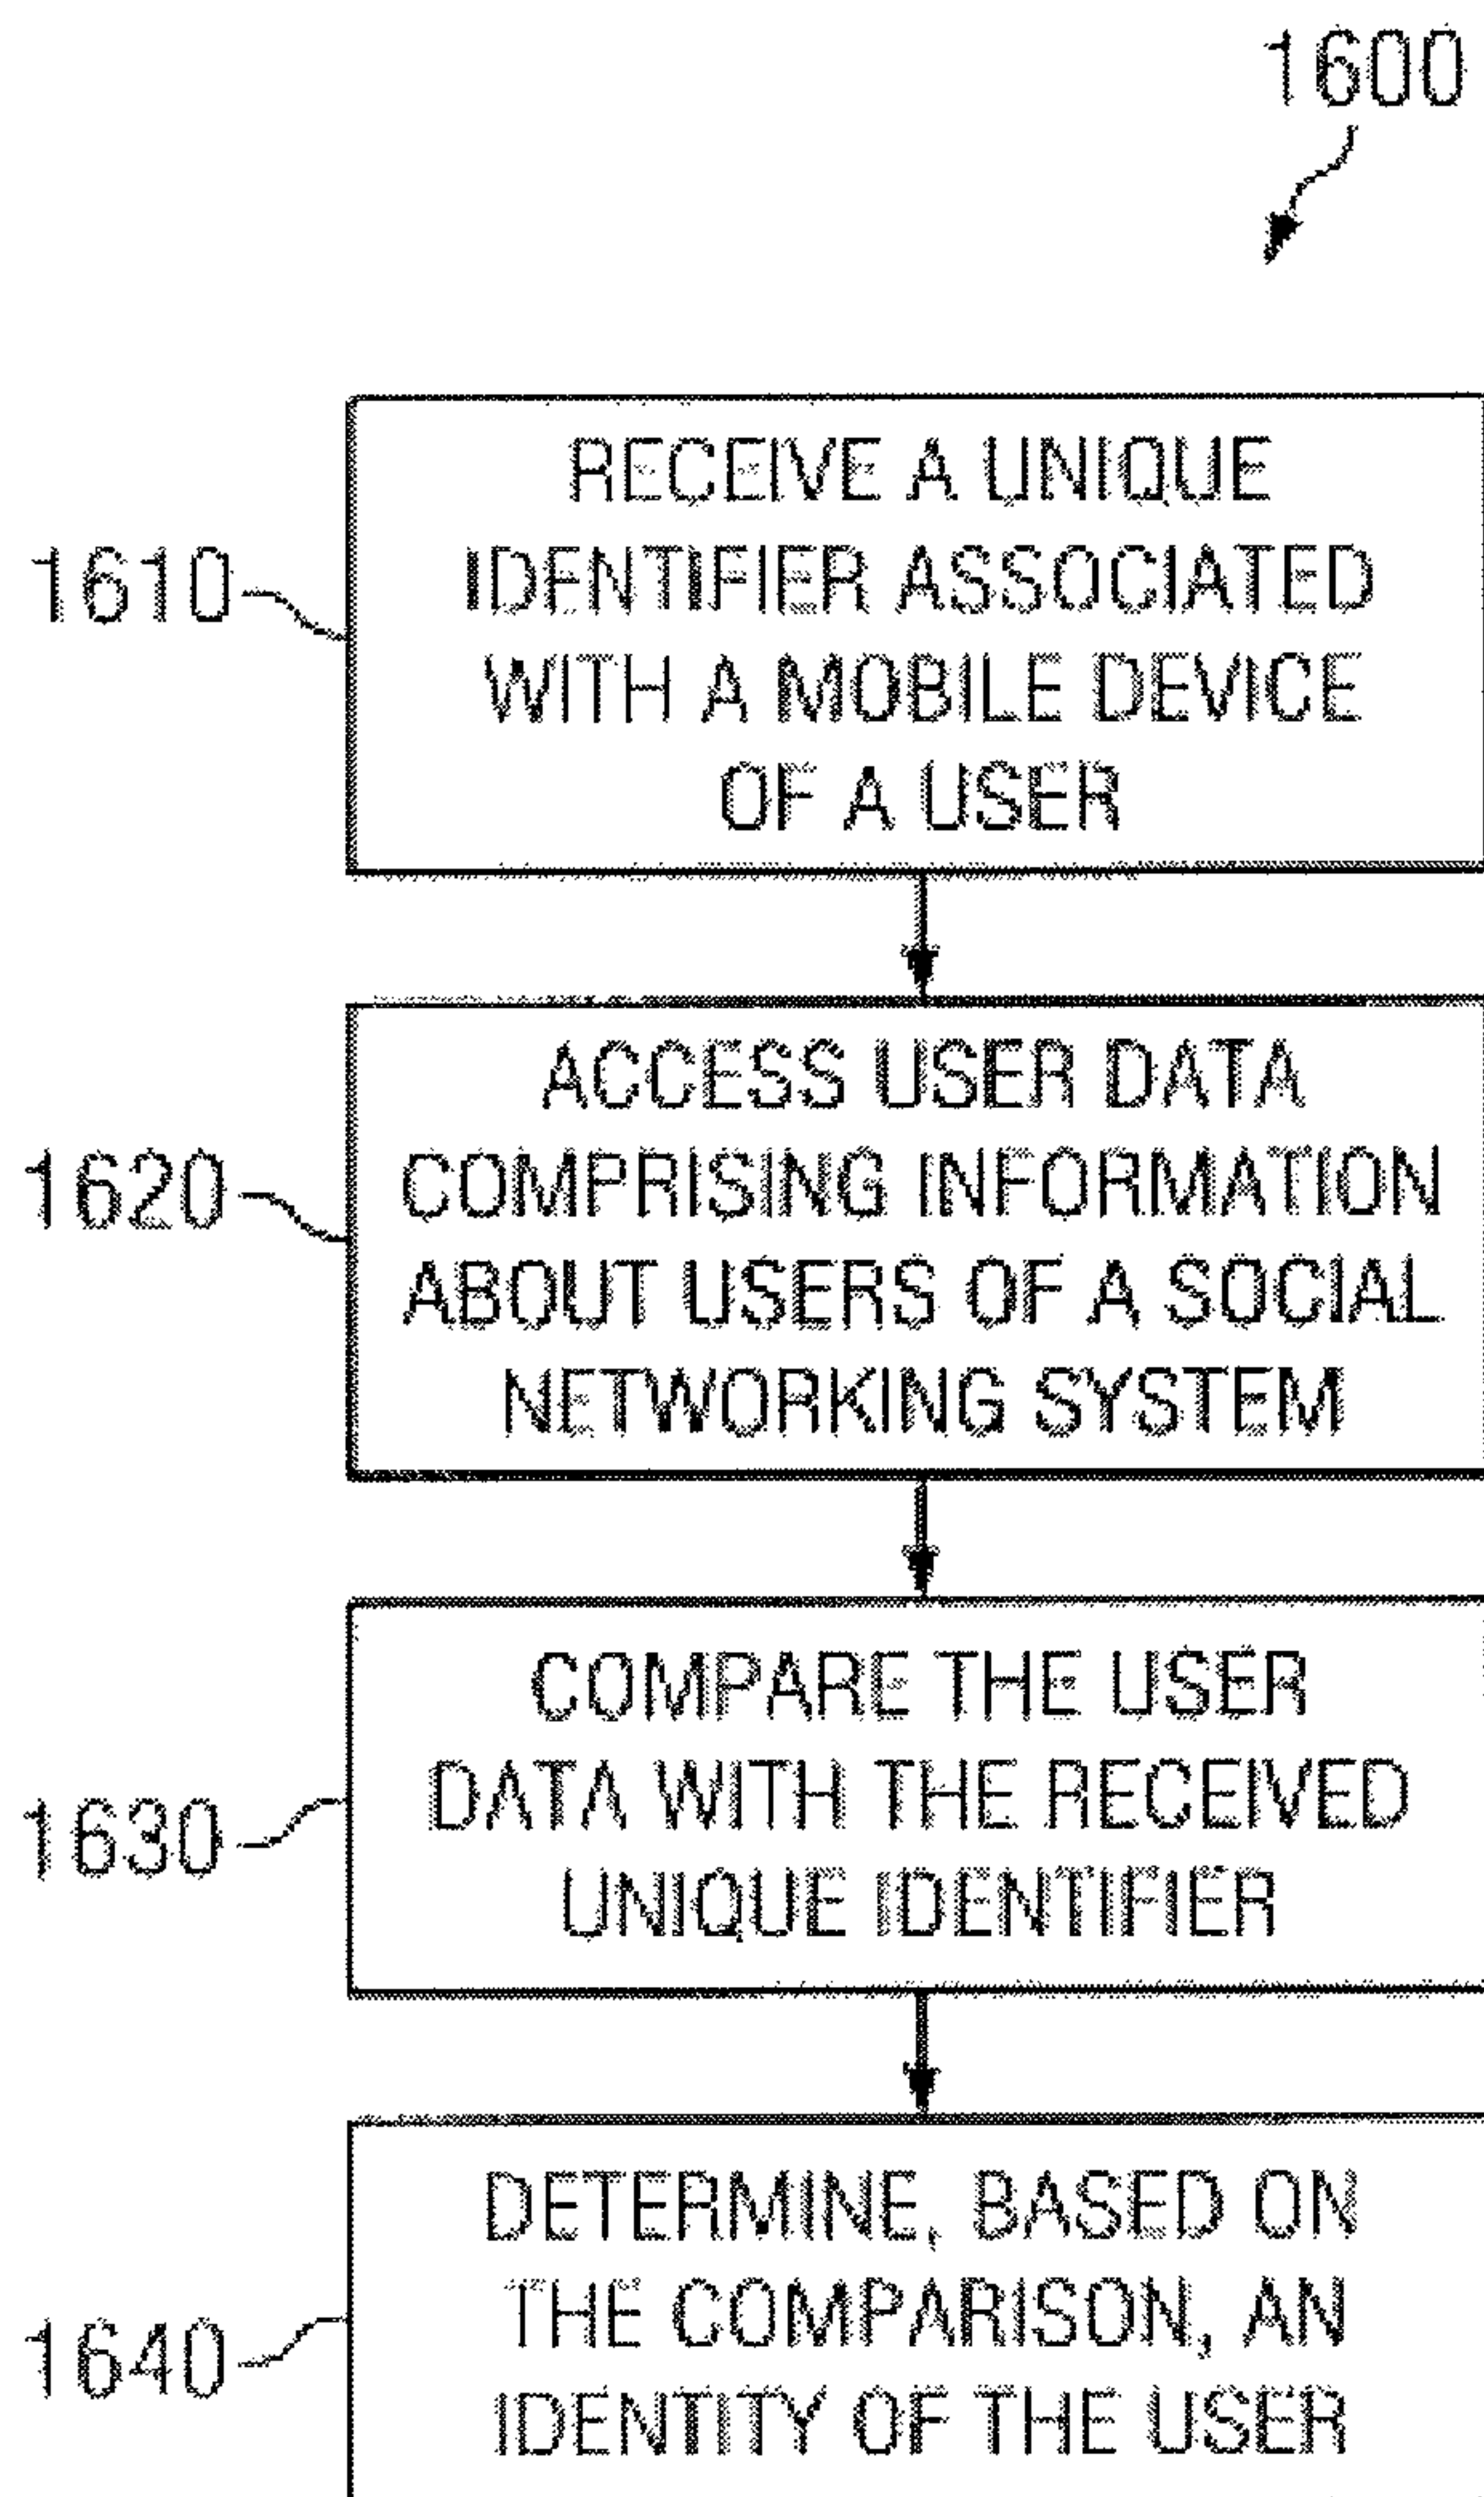 1600
1610
RECEIVE A UNIQUE
IDENTIFIER ASSOCIATED
WITH A MOBILE DEVICE
OF A USER
1620
ACCESS USER DATA
COMPRISING INFORMATION
ABOUT USERS OF A SOCIAL
NETWORKING SYSTEM
1630
COMPARE THE USER
DATA WITH THE RECEIVED
UNIQUE IDENTIFIER
1640
DETERMINE, BASED ON
THE COMPARISON, AN
IDENTITY OF THE USER